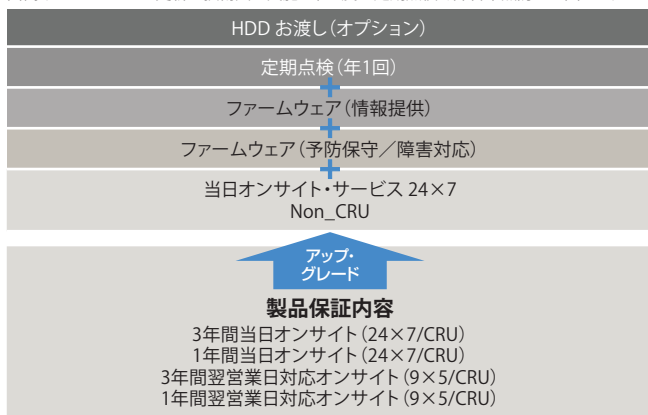 HDD お渡し（オプション）
定期点検（年1回）
ファームウェア（情報提供）
ファームウェア（予防保守／障害対応）
当日オンサイト・サービス 24×7
Non_CRU
アップ・
グレード
製品保証内容
3年間当日オンサイト（24×7/CRU）
1年間当日オンサイト（24×7/CRU）
3年間翌営業日対応オンサイト（9×5/CRU）
1年間翌営業日対応オンサイト（9×5/CRU）